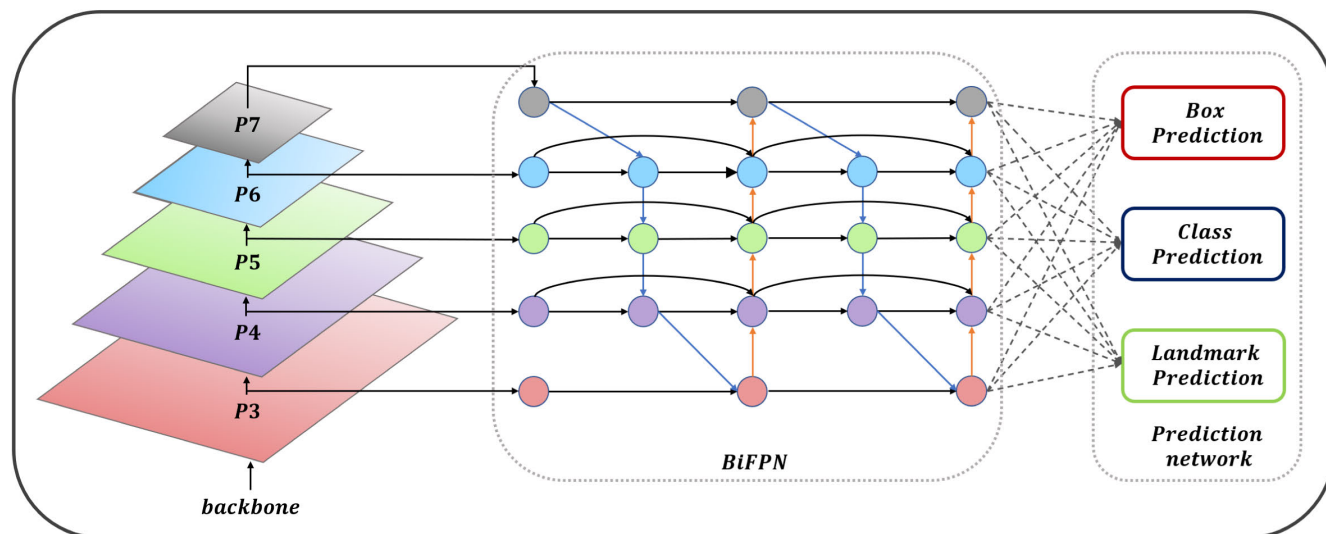 P7
P6
P5
P4
P3
backbone
BiFPN
Box
Prediction
Class
Prediction
Landmark
Prediction
Prediction
network